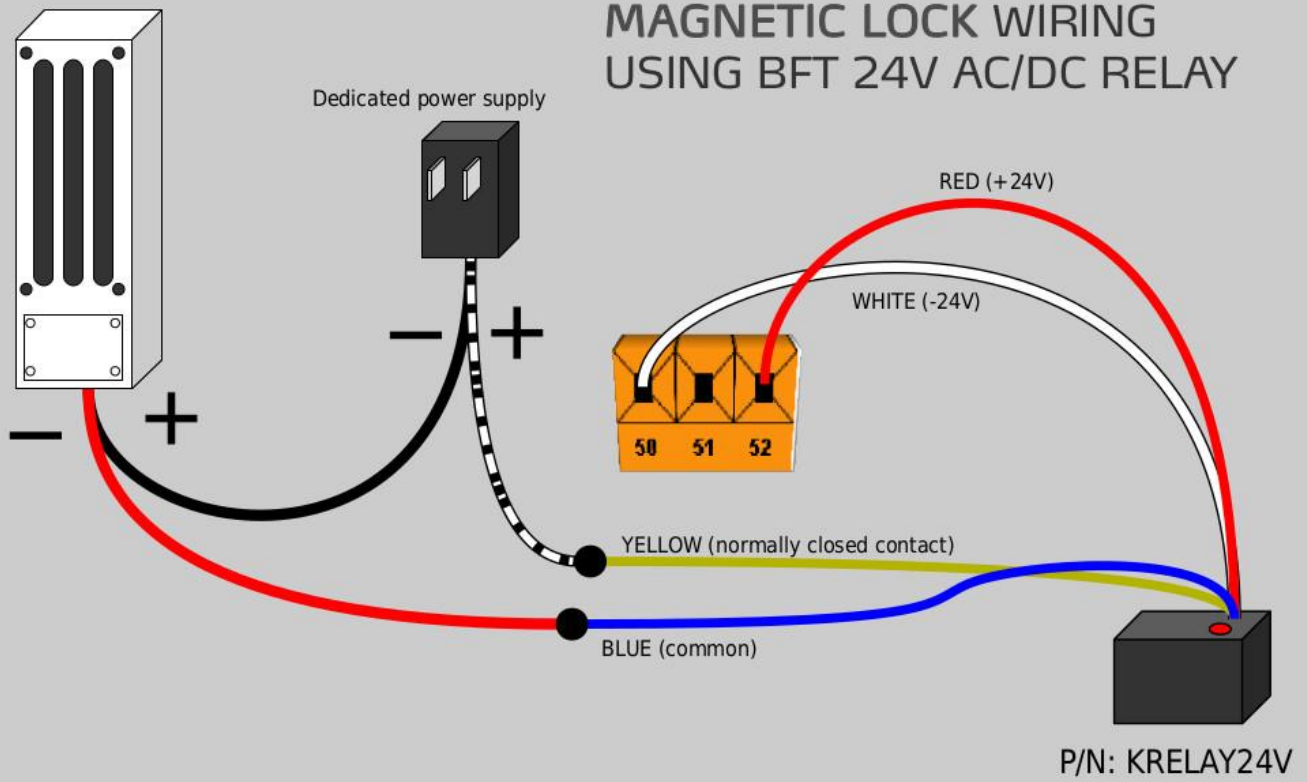 MAGNETIC LOCK WIRING
USING BFT 24V AC/DC RELAY
Dedicated power supply
RED (+24V)
WHITE (-24V)
− +
− +
50 51 52
YELLOW (normally closed contact)
BLUE (common)
P/N: KRELAY24V